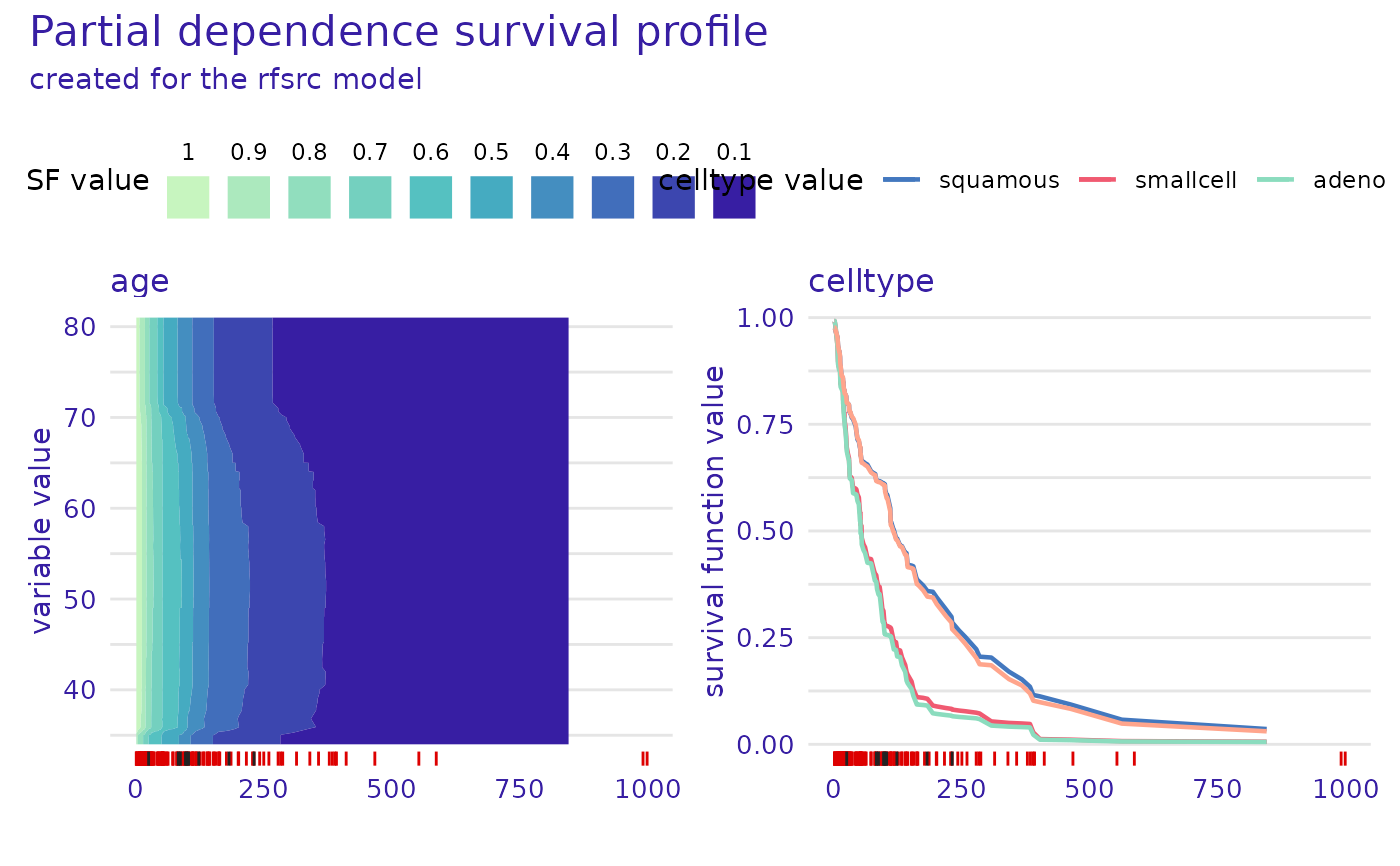 Partial dependence survival profile
created for the rfsrc model
1 0.9 0.8 0.7 0.6 0.5 0.4 0.3 0.2 0.1
SF value
celltype value squamous smallcell adeno
age
80
70
60
50
40
variable value
0 250 500 750 1000
celltype
1.00
0.75
0.50
0.25
0.00
survival function value
0 250 500 750 1000